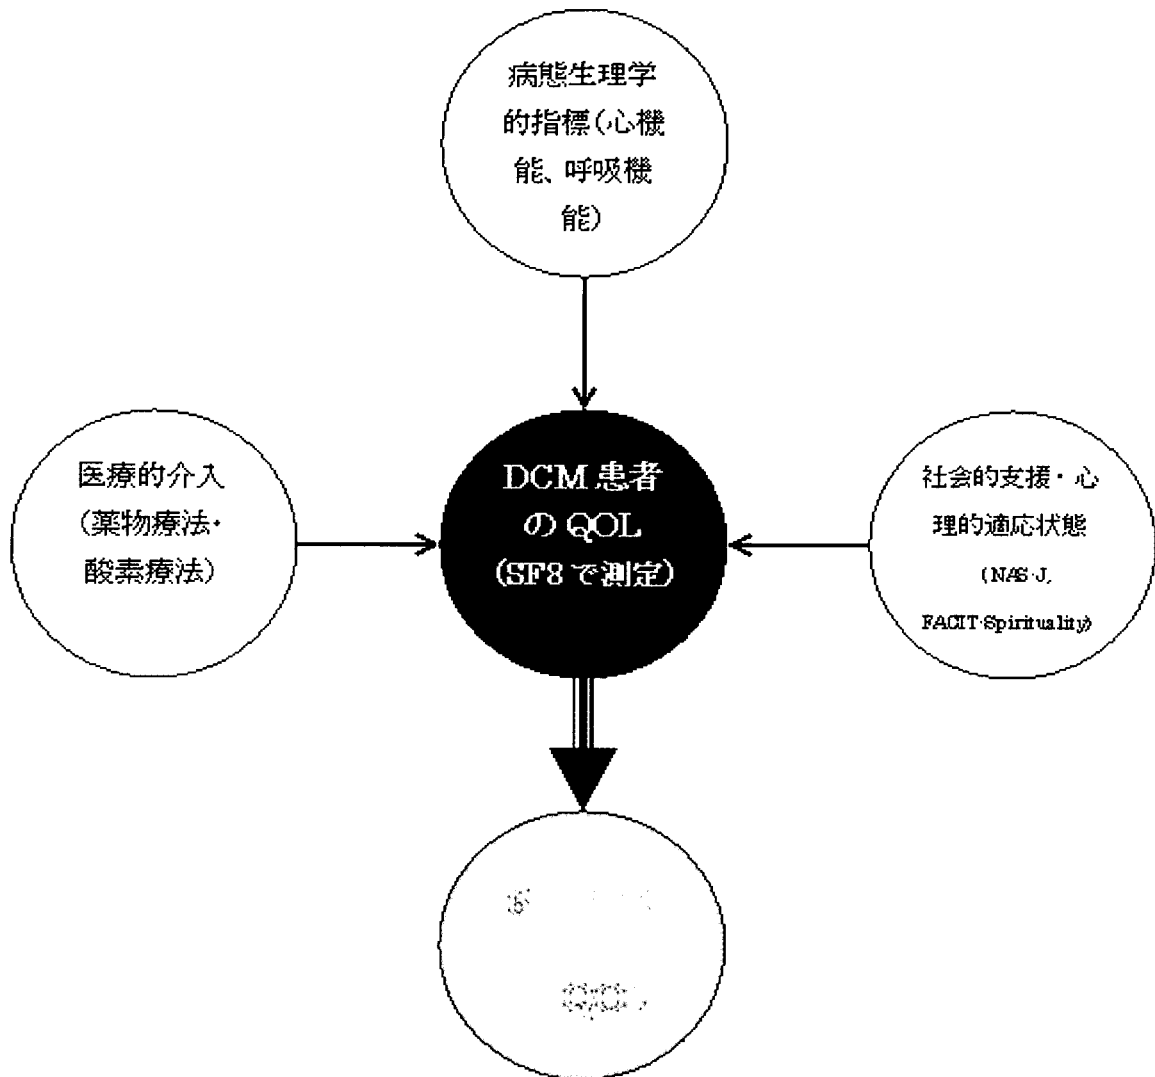 病態生理学
的指標(心機
能、呼吸機
能)
医療的介入
(薬物療法・
酸素療法)
DCM 患者
の QOL
(SF8 で測定)
社会的支援・心
理的適応状態
(NAS-J,
FACIT-Spirituality)